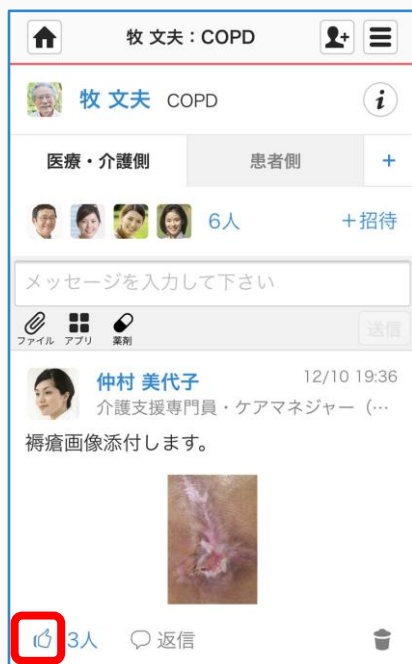 牧 文夫：COPD
牧 文夫 COPD
医療・介護側 患者側 +
6人 +招待
メッセージを入力して下さい
ファイル アプリ 薬剤 送信
仲村 美代子 12/10 19:36
介護支援専門員・ケアマネジャー（…
褥瘡画像添付します。
3人 返信